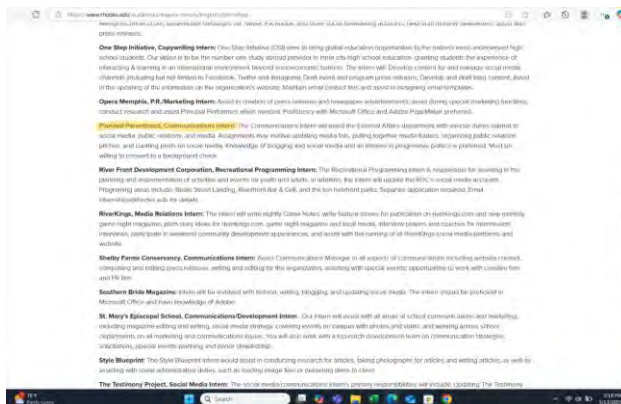 https://www.rhodes.edu/academics/majors-minors/english/internships
press releases.
One Step Initiative, Copywriting Intern: One Step Initiative (OSI) aims to bring global education opportunities to the nation's most underserved high
school students. Our vision is to be the number one study abroad provider in inner city high school education- granting students the experience of
interacting & learning in an international environment beyond socioeconomic barriers. The intern will: Develop content for and manage social media
channels (including but not limited to Facebook, Twitter and Instagram); Draft event and program press releases; Develop and draft blog content; Assist
in the updating of the information on the organization's website; Maintain email contact lists and assist in designing email templates.
Opera Memphis, P.R./Marketing Intern: Assist in creation of press releases and newspaper advertisements; assist during special marketing functions,
conduct research and assist Principal Performers when needed. Proficiency with Microsoft Office and Adobe PageMaker preferred.
Planned Parenthood, Communications Intern: The Communications Intern will assist the External Affairs department with various duties related to
social media, public relations, and media. Assignments may involve updating media lists, putting together media folders, organizing public relation
pitches, and curating posts on social media. Knowledge of blogging and social media and an interest in progressive politics is preferred. Must be
willing to consent to a background check.
River Front Development Corporation, Recreational Programming Intern: The Recreational Programming Intern is responsible for assisting in the
planning and implementation of activities and events for youth and adults. In addition, the intern will update the RDC's social media accounts.
Programing areas include: Beale Street Landing, Riverfront Bar & Grill, and the ten riverfront parks. Separate application required. Email
for details.
RiverKings, Media Relations Intern: The intern will write nightly Game Notes, write feature stories for publication on riverkings.com and new monthly
game night magazine, pitch story ideas for riverkings.com, game night magazine and local media, interview players and coaches for intermission
interviews, participate in weekend community development appearances, and assist with the running of all RiverKings social media platforms and
website.
Shelby Farms Conservancy, Communications Intern: Assist Communications Manager in all aspects of communications including website content,
composing and editing press releases, writing and editing for the organization, assisting with special events; opportunities to work with creative firm
and PR firm.
Southern Bride Magazine: Intern will be involved with fashion, writing, blogging, and updating social media. The intern should be proficient in
Microsoft Office and have knowledge of Adobe.
St. Mary's Episcopal School, Communications/Development Intern: Our intern will assist with all areas of school communications and marketing,
including magazine editing and writing, social media strategy, covering events on campus with photos and video, and working across school
departments on all marketing and communications issues. You will also work with a top-notch development team on communication strategies,
solicitations, special events planning and donor stewardship.
Style Blueprint: The Style Blueprint intern would assist in conducting research for articles, taking photographs for articles and writing articles, as well as
assisting with some administrative duties, such as loading image files or delivering items to client.
The Testimony Project, Social Media Intern: The social media/communications intern's primary responsibilities will include: Updating The Testimony
Search